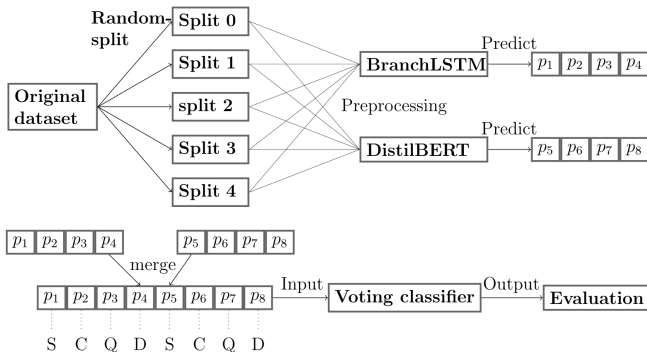 Random-
split
Split 0
Split 1
split 2
Split 3
Split 4
Original
dataset
Preprocessing
BranchLSTM
DistilBERT
Predict
p1 p2 p3 p4
Predict
p5 p6 p7 p8
p1 p2 p3 p4
p5 p6 p7 p8
merge
p1 p2 p3 p4 p5 p6 p7 p8
Input
Voting classifier
Output
Evaluation
S C Q D S C Q D